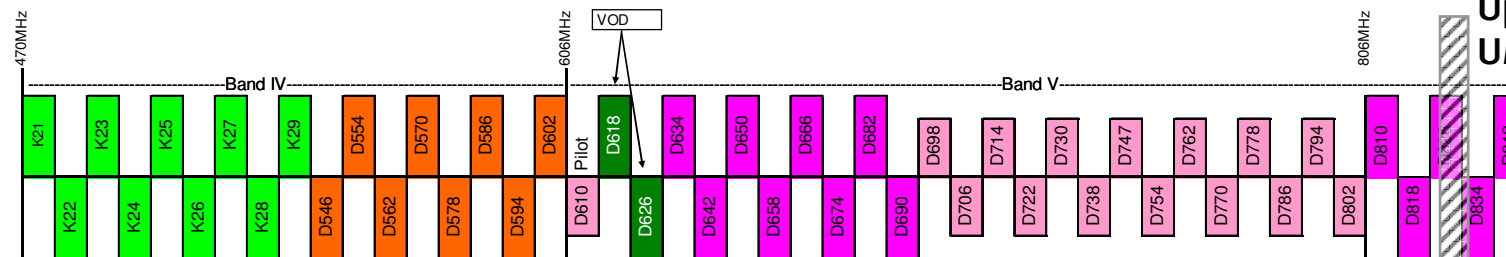 470MHz
606MHz
VOD
806MHz
Band IV
Band V
K21
K23
K25
K27
K29
D554
D570
D586
D602
Pilot
D618
D634
D650
D666
D682
D698
D714
D730
D747
D762
D778
D794
D810
K22
K24
K26
K28
D546
D562
D578
D594
D610
D626
D642
D658
D674
D690
D706
D722
D738
D754
D770
D786
D802
D818
D834